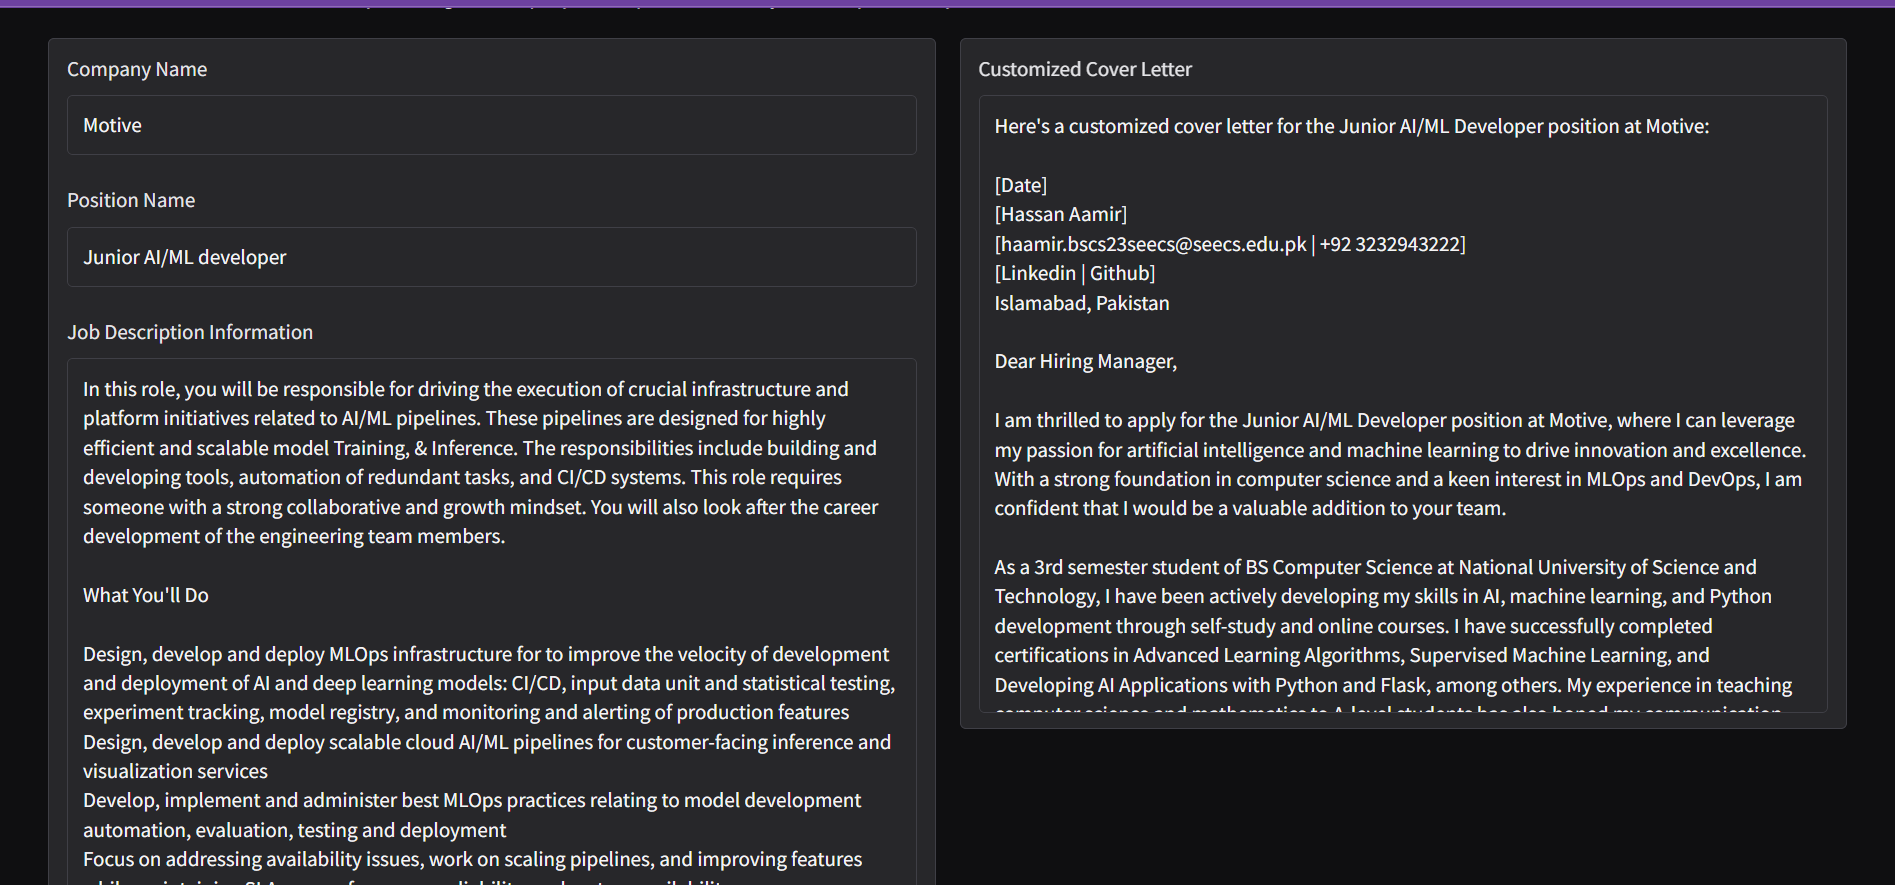 Company Name
Motive
Position Name
Junior AI/ML developer
Job Description Information
In this role, you will be responsible for driving the execution of crucial infrastructure and
platform initiatives related to AI/ML pipelines. These pipelines are designed for highly
efficient and scalable model Training, & Inference. The responsibilities include building and
developing tools, automation of redundant tasks, and CI/CD systems. This role requires
someone with a strong collaborative and growth mindset. You will also look after the career
development of the engineering team members.
What You'll Do
Design, develop and deploy MLOps infrastructure for to improve the velocity of development
and deployment of AI and deep learning models: CI/CD, input data unit and statistical testing,
experiment tracking, model registry, and monitoring and alerting of production features
Design, develop and deploy scalable cloud AI/ML pipelines for customer-facing inference and
visualization services
Develop, implement and administer best MLOps practices relating to model development
automation, evaluation, testing and deployment
Focus on addressing availability issues, work on scaling pipelines, and improving features
Customized Cover Letter
Here's a customized cover letter for the Junior AI/ML Developer position at Motive:
[Date]
[Hassan Aamir]
[haamir.bscs23seecs@seecs.edu.pk | +92 3232943222]
[Linkedin | Github]
Islamabad, Pakistan
Dear Hiring Manager,
I am thrilled to apply for the Junior AI/ML Developer position at Motive, where I can leverage
my passion for artificial intelligence and machine learning to drive innovation and excellence.
With a strong foundation in computer science and a keen interest in MLOps and DevOps, I am
confident that I would be a valuable addition to your team.
As a 3rd semester student of BS Computer Science at National University of Science and
Technology, I have been actively developing my skills in AI, machine learning, and Python
development through self-study and online courses. I have successfully completed
certifications in Advanced Learning Algorithms, Supervised Machine Learning, and
Developing AI Applications with Python and Flask, among others. My experience in teaching
computer science and mathematics to A-level students has also honed my communication